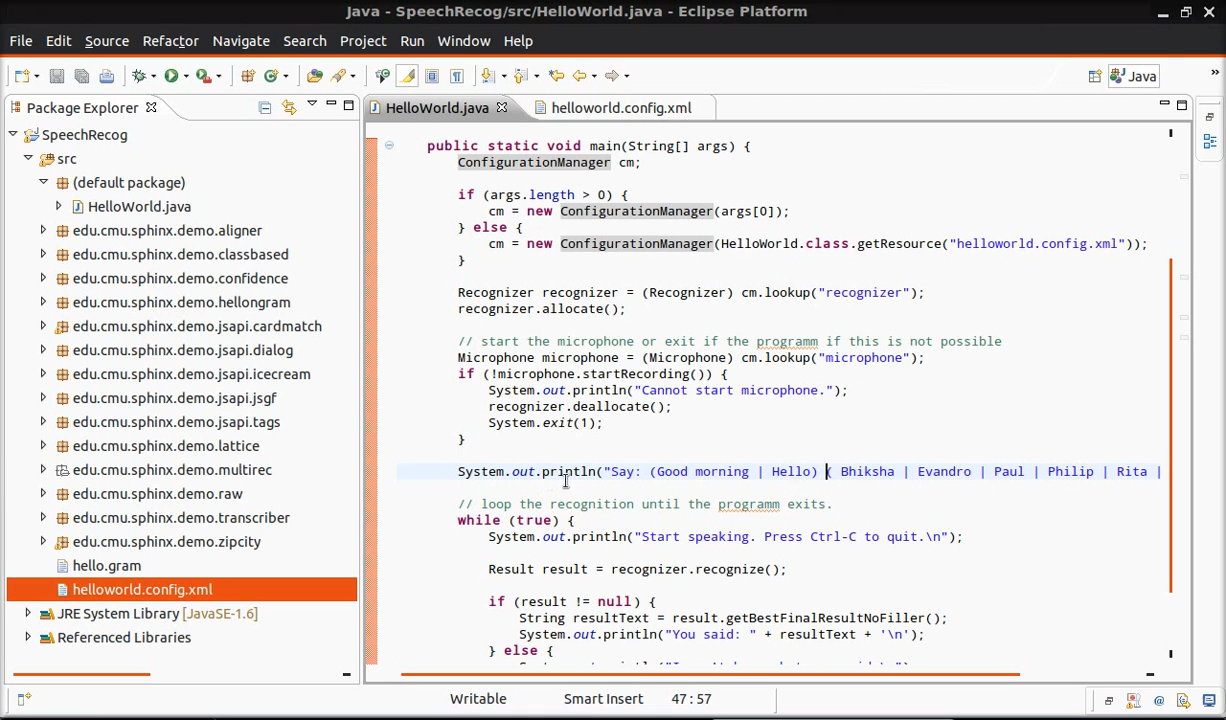 Java - SpeechRecog/src/HelloWorld.java - Eclipse Platform
File Edit Source Refactor Navigate Search Project Run Window Help
Java
Package Explorer
HelloWorld.java
helloworld.config.xml
SpeechRecog
src
(default package)
HelloWorld.java
edu.cmu.sphinx.demo.aligner
edu.cmu.sphinx.demo.classbased
edu.cmu.sphinx.demo.confidence
edu.cmu.sphinx.demo.hellongram
edu.cmu.sphinx.demo.jsapi.cardmatch
edu.cmu.sphinx.demo.jsapi.dialog
edu.cmu.sphinx.demo.jsapi.icecream
edu.cmu.sphinx.demo.jsapi.jsgf
edu.cmu.sphinx.demo.jsapi.tags
edu.cmu.sphinx.demo.lattice
edu.cmu.sphinx.demo.multirec
edu.cmu.sphinx.demo.raw
edu.cmu.sphinx.demo.transcriber
edu.cmu.sphinx.demo.zipcity
hello.gram
helloworld.config.xml
JRE System Library [JavaSE-1.6]
Referenced Libraries
public static void main(String[] args) {
ConfigurationManager cm;
if (args.length > 0) {
cm = new ConfigurationManager(args[0]);
} else {
cm = new ConfigurationManager(HelloWorld.class.getResource("helloworld.config.xml"));
}
Recognizer recognizer = (Recognizer) cm.lookup("recognizer");
recognizer.allocate();
// start the microphone or exit if the programm if this is not possible
Microphone microphone = (Microphone) cm.lookup("microphone");
if (!microphone.startRecording()) {
System.out.println("Cannot start microphone.");
recognizer.deallocate();
System.exit(1);
}
System.out.println("Say: (Good morning | Hello) ( Bhiksha | Evandro | Paul | Philip | Rita |
// loop the recognition until the programm exits.
while (true) {
System.out.println("Start speaking. Press Ctrl-C to quit.\n");
Result result = recognizer.recognize();
if (result != null) {
String resultText = result.getBestFinalResultNoFiller();
System.out.println("You said: " + resultText + '\n');
} else {
Writable Smart Insert 47:57